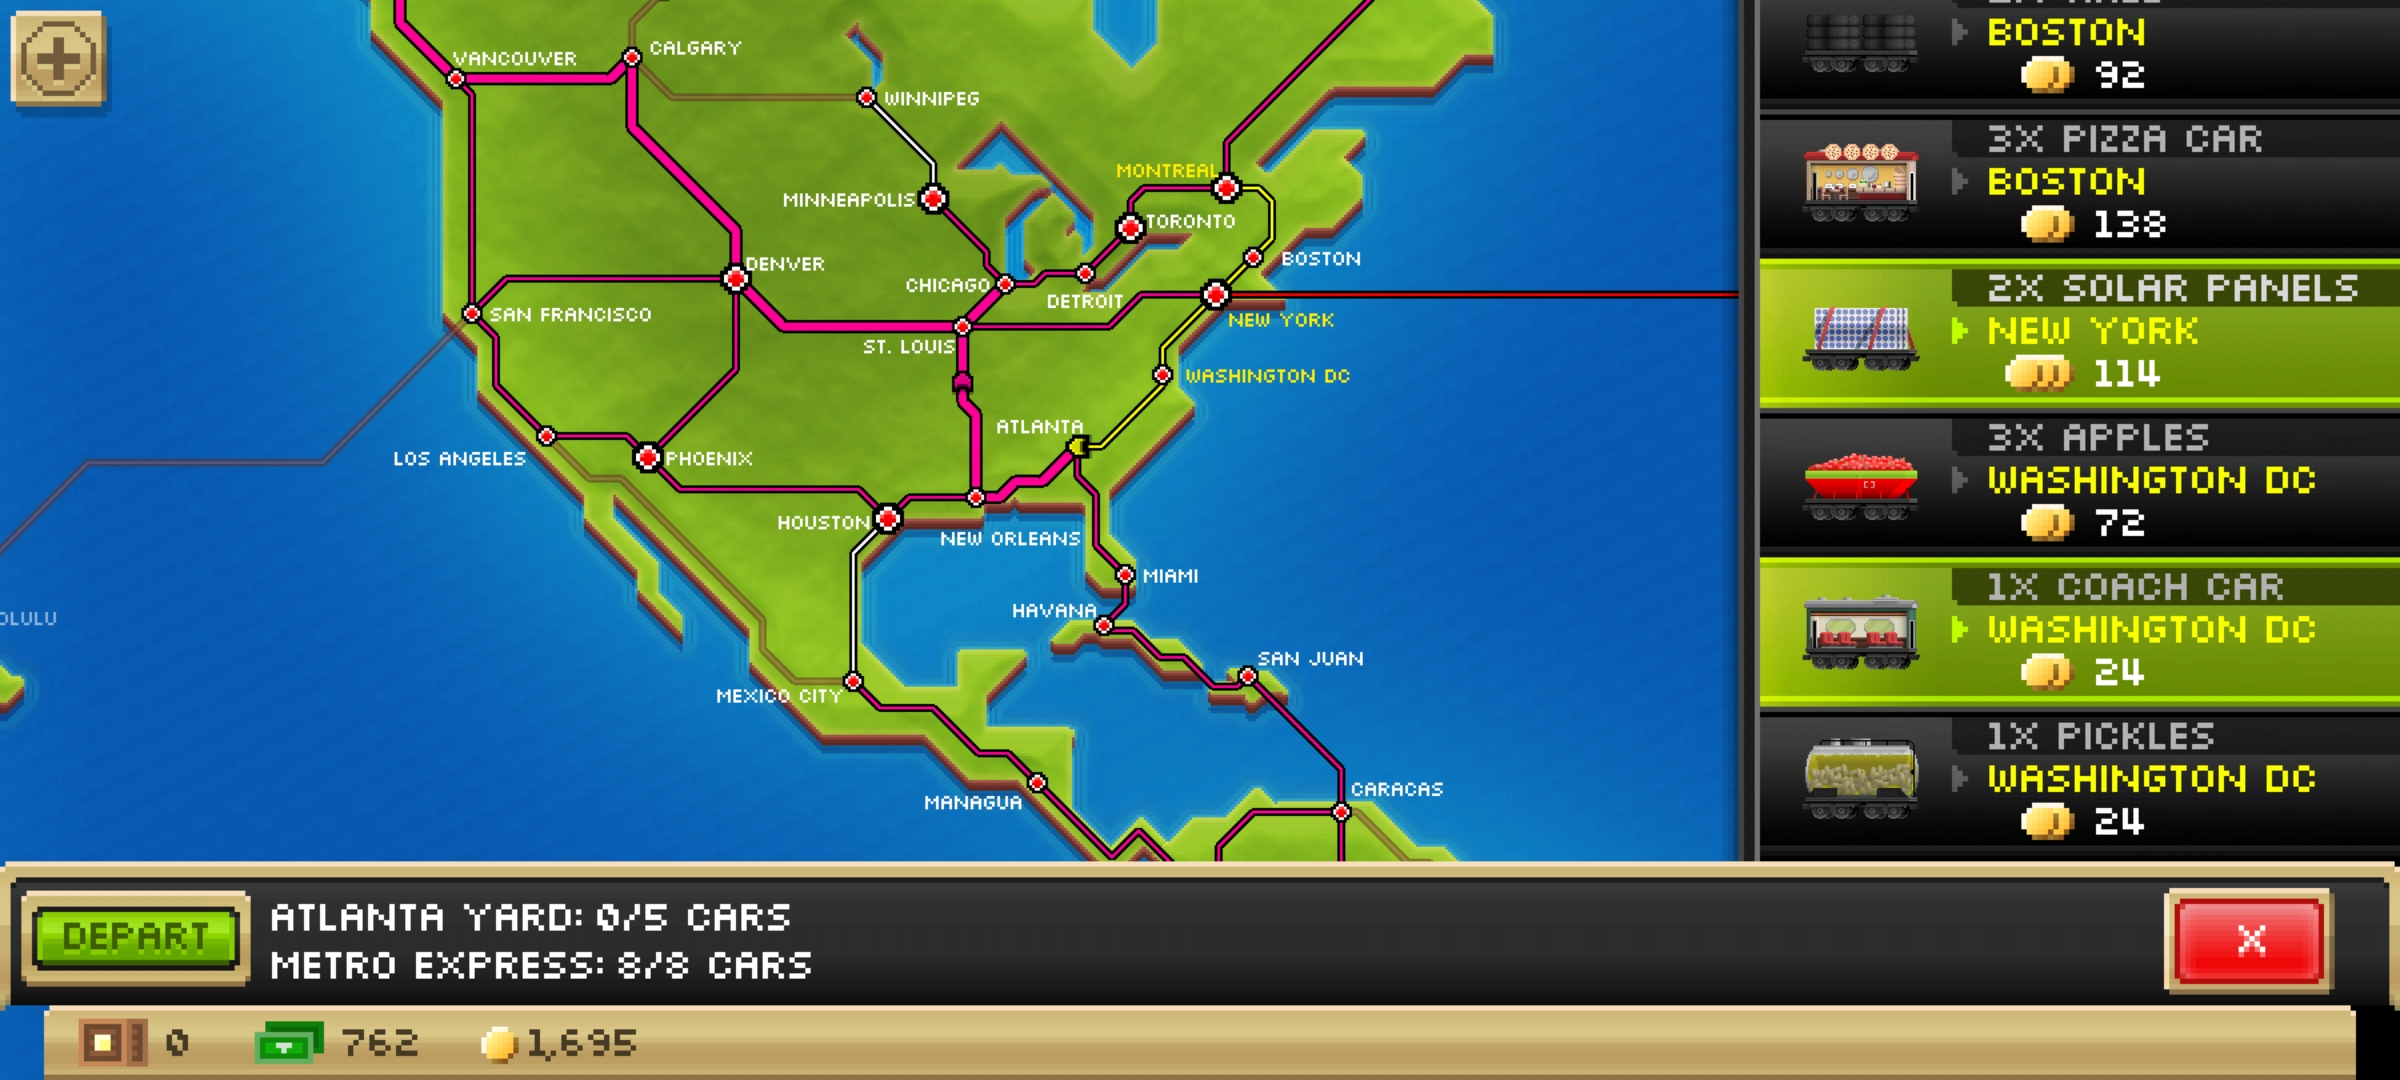 VANCOUVER
CALGARY
WINNIPEG
MINNEAPOLIS
MONTREAL
TORONTO
BOSTON
DENVER
CHICAGO
DETROIT
NEW YORK
SAN FRANCISCO
ST. LOUIS
WASHINGTON DC
ATLANTA
LOS ANGELES
PHOENIX
HOUSTON
NEW ORLEANS
MIAMI
HAVANA
SAN JUAN
MEXICO CITY
MANAGUA
CARACAS
BOSTON
92
3X PIZZA CAR
BOSTON
138
2X SOLAR PANELS
NEW YORK
114
3X APPLES
WASHINGTON DC
72
1X COACH CAR
WASHINGTON DC
24
1X PICKLES
WASHINGTON DC
24
DEPART
ATLANTA YARD: 0/5 CARS
METRO EXPRESS: 8/8 CARS
X
0
762
1,695